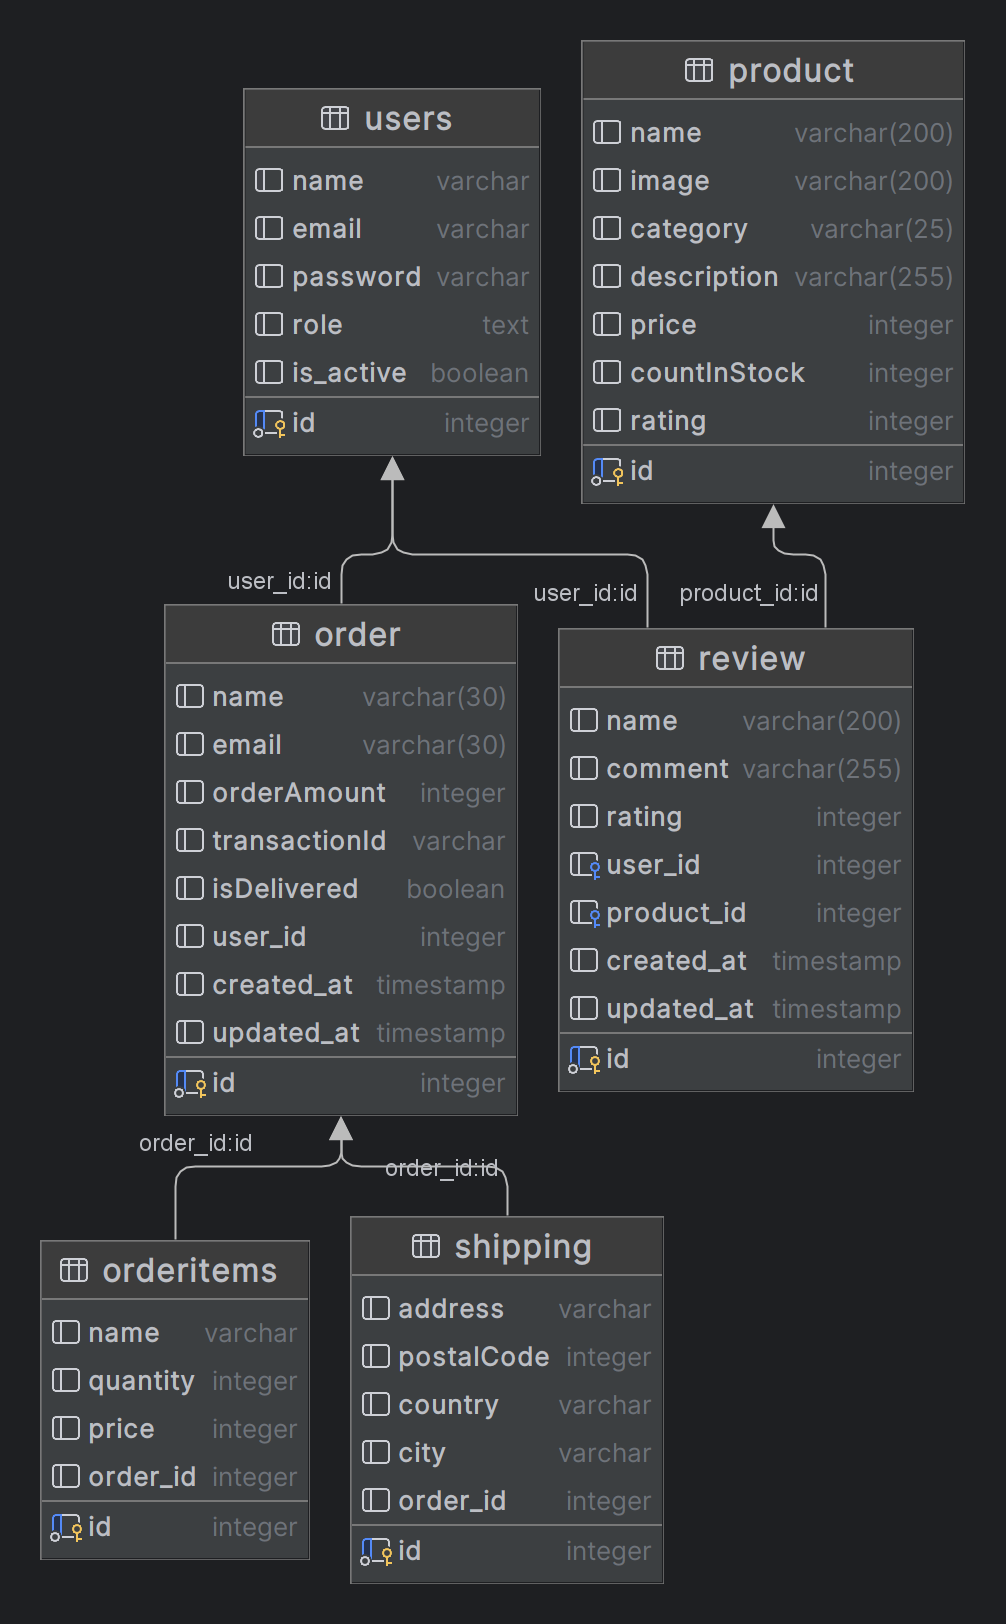 users
name varchar
email varchar
password varchar
role text
is_active boolean
id integer
product
name varchar(200)
image varchar(200)
category varchar(25)
description varchar(255)
price integer
countInStock integer
rating integer
id integer
user_id:id
user_id:id
product_id:id
order
name varchar(30)
email varchar(30)
orderAmount integer
transactionId varchar
isDelivered boolean
user_id integer
created_at timestamp
updated_at timestamp
id integer
review
name varchar(200)
comment varchar(255)
rating integer
user_id integer
product_id integer
created_at timestamp
updated_at timestamp
id integer
order_id:id
order_id:id
orderitems
name varchar
quantity integer
price integer
order_id integer
id integer
shipping
address varchar
postalCode integer
country varchar
city varchar
order_id integer
id integer